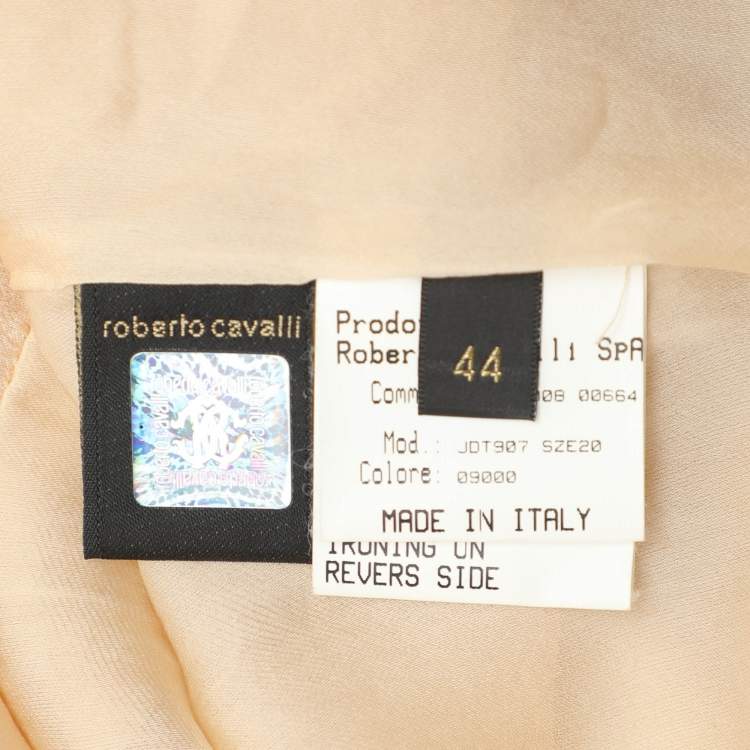 roberto cavalli
44
Prodo
Rober lli SpA
Comm 008 00664
Mod.: JDT907 SZE20
Colore: 09000
MADE IN ITALY
IRONING ON
REVERS SIDE